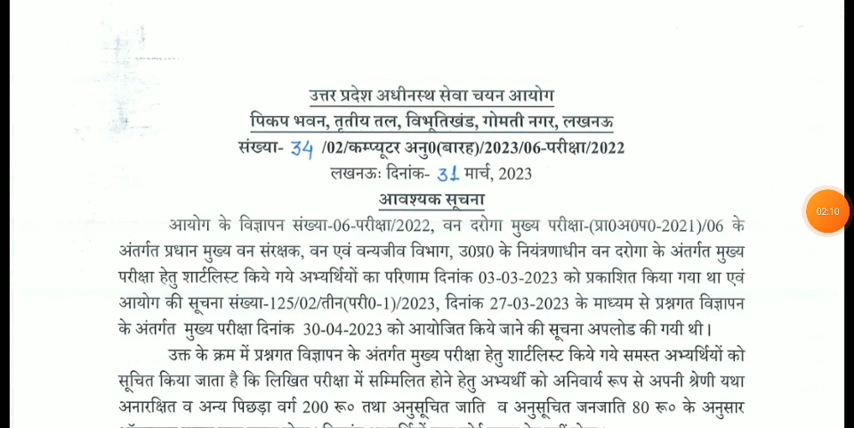 उत्तर प्रदेश अधीनस्थ सेवा चयन आयोग
पिकप भवन, तृतीय तल, विभूतिखंड, गोमती नगर, लखनऊ
संख्या- 34 /02/कम्प्यूटर अनु0(बारह)/2023/06-परीक्षा/2022
लखनऊः दिनांक- 31 मार्च, 2023
आवश्यक सूचना
आयोग के विज्ञापन संख्या-06-परीक्षा/2022, वन दरोगा मुख्य परीक्षा-(प्रा0अ0प0-2021)/06 के
अंतर्गत प्रधान मुख्य वन संरक्षक, वन एवं वन्यजीव विभाग, उ0प्र0 के नियंत्रणाधीन वन दरोगा के अंतर्गत मुख्य
परीक्षा हेतु शार्टलिस्ट किये गये अभ्यर्थियों का परिणाम दिनांक 03-03-2023 को प्रकाशित किया गया था एवं
आयोग की सूचना संख्या-125/02/तीन(परी0-1)/2023, दिनांक 27-03-2023 के माध्यम से प्रश्नगत विज्ञापन
के अंतर्गत मुख्य परीक्षा दिनांक 30-04-2023 को आयोजित किये जाने की सूचना अपलोड की गयी थी।
उक्त के क्रम में प्रश्नगत विज्ञापन के अंतर्गत मुख्य परीक्षा हेतु शार्टलिस्ट किये गये समस्त अभ्यर्थियों को
सूचित किया जाता है कि लिखित परीक्षा में सम्मिलित होने हेतु अभ्यर्थी को अनिवार्य रूप से अपनी श्रेणी यथा
अनारक्षित व अन्य पिछड़ा वर्ग 200 रू० तथा अनुसूचित जाति व अनुसूचित जनजाति 80 रू० के अनुसार
02:10